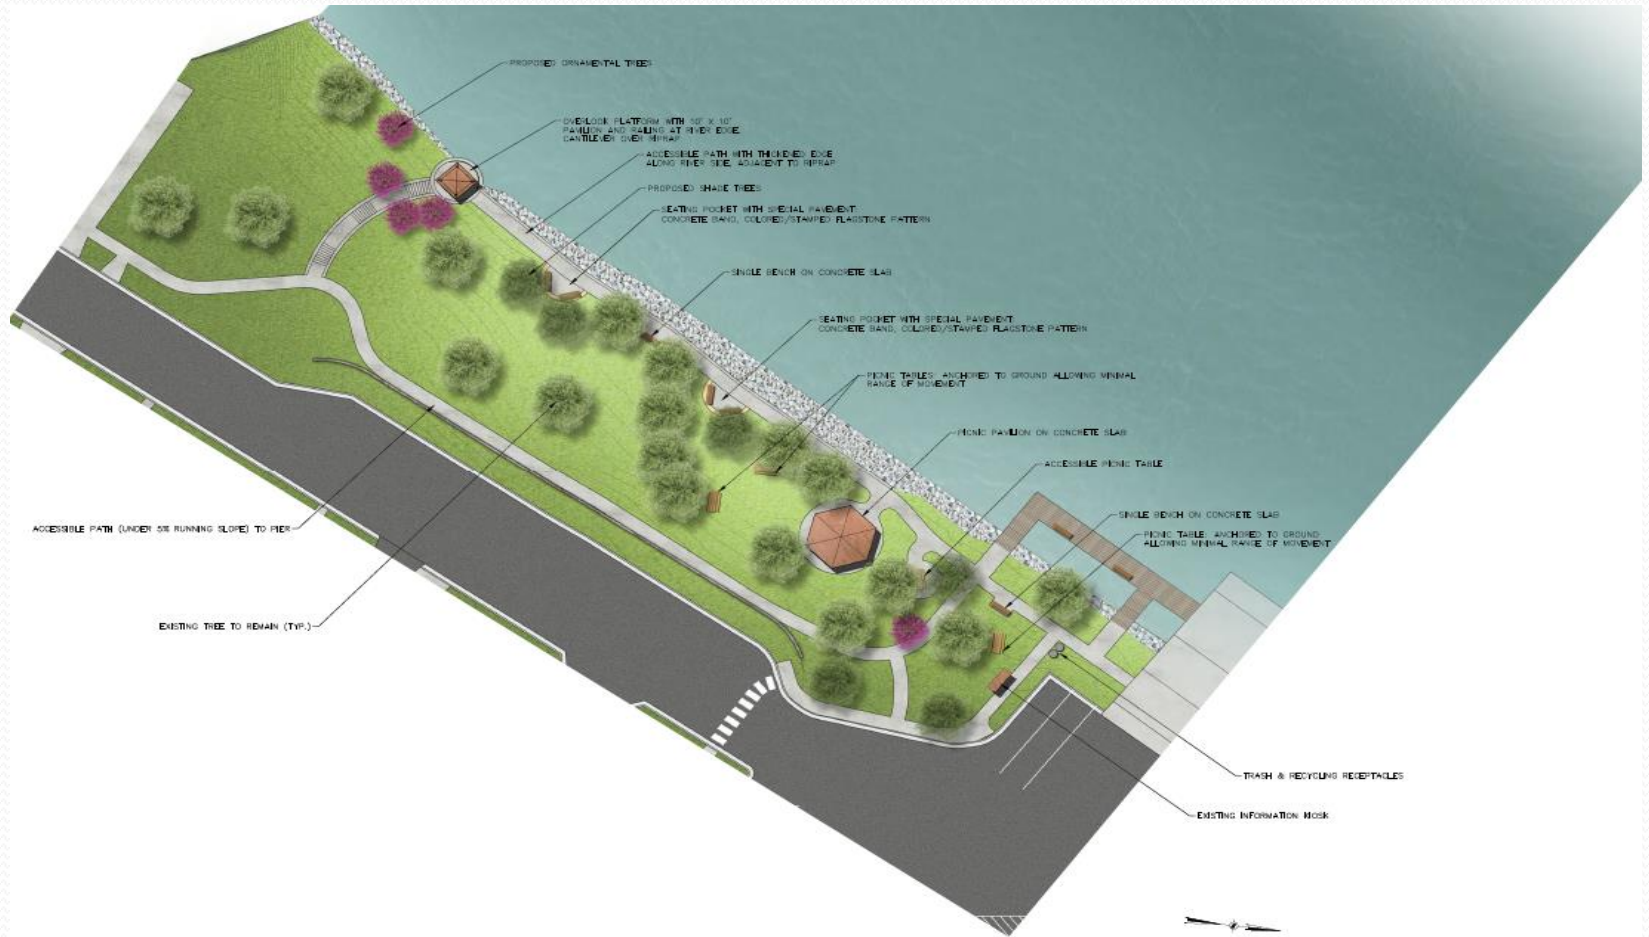 PROPOSED ORNAMENTAL TREES
OVERLOOK PLATFORM WITH 10' X 10'
PAVILION AND RAILING AT RIVER EDGE.
CANTILEVER OVER RIPRAP
ACCESSIBLE PATH WITH THICKENED EDGE
ALONG RIVER SIDE, ADJACENT TO RIPRAP
PROPOSED SHADE TREES
SEATING POCKET WITH SPECIAL PAVEMENT:
CONCRETE BAND, COLORED/STAMPED FLAGSTONE PATTERN
SINGLE BENCH ON CONCRETE SLAB
SEATING POCKET WITH SPECIAL PAVEMENT:
CONCRETE BAND, COLORED/STAMPED FLAGSTONE PATTERN
PICNIC TABLES: ANCHORED TO GROUND ALLOWING MINIMAL
RANGE OF MOVEMENT
PICNIC PAVILION ON CONCRETE SLAB
ACCESSIBLE PICNIC TABLE
SINGLE BENCH ON CONCRETE SLAB
PICNIC TABLE: ANCHORED TO GROUND
ALLOWING MINIMAL RANGE OF MOVEMENT
ACCESSIBLE PATH (UNDER 5% RUNNING SLOPE) TO PIER
EXISTING TREE TO REMAIN (TYP.)
TRASH & RECYCLING RECEPTACLES
EXISTING INFORMATION KIOSK